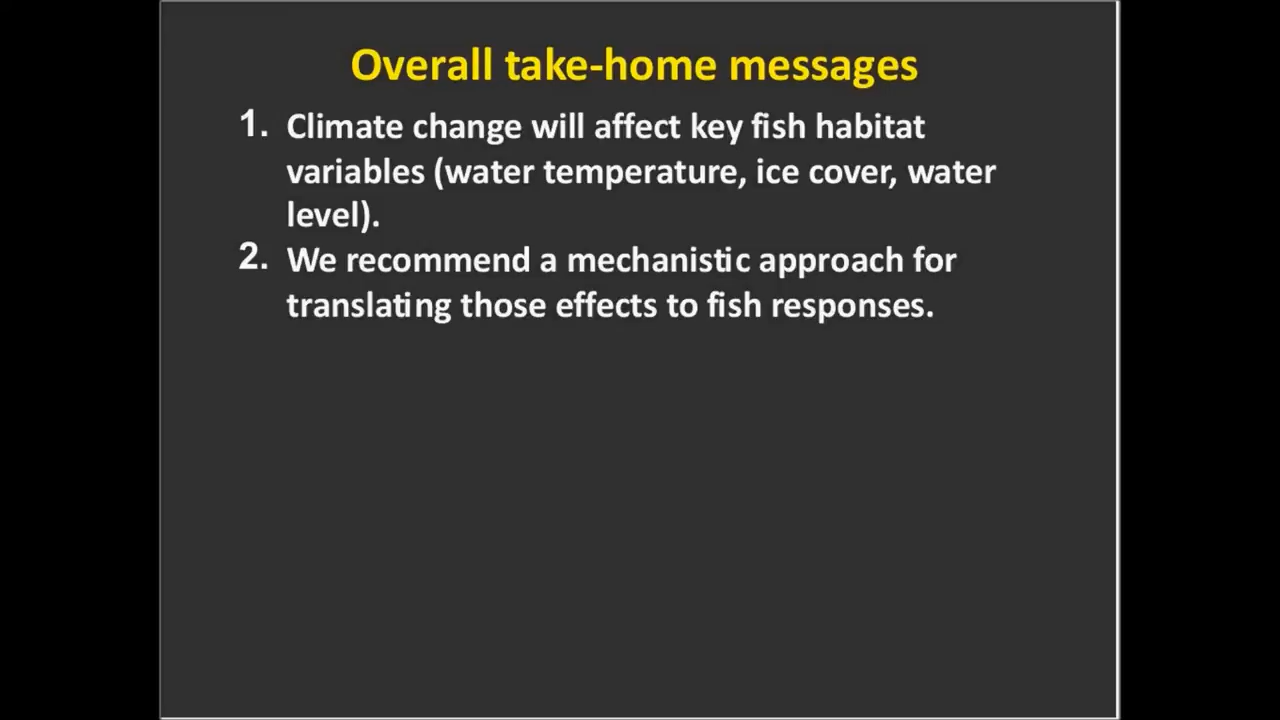 Overall take-home messages
1. Climate change will affect key fish habitat
variables (water temperature, ice cover, water
level).
2. We recommend a mechanistic approach for
translating those effects to fish responses.